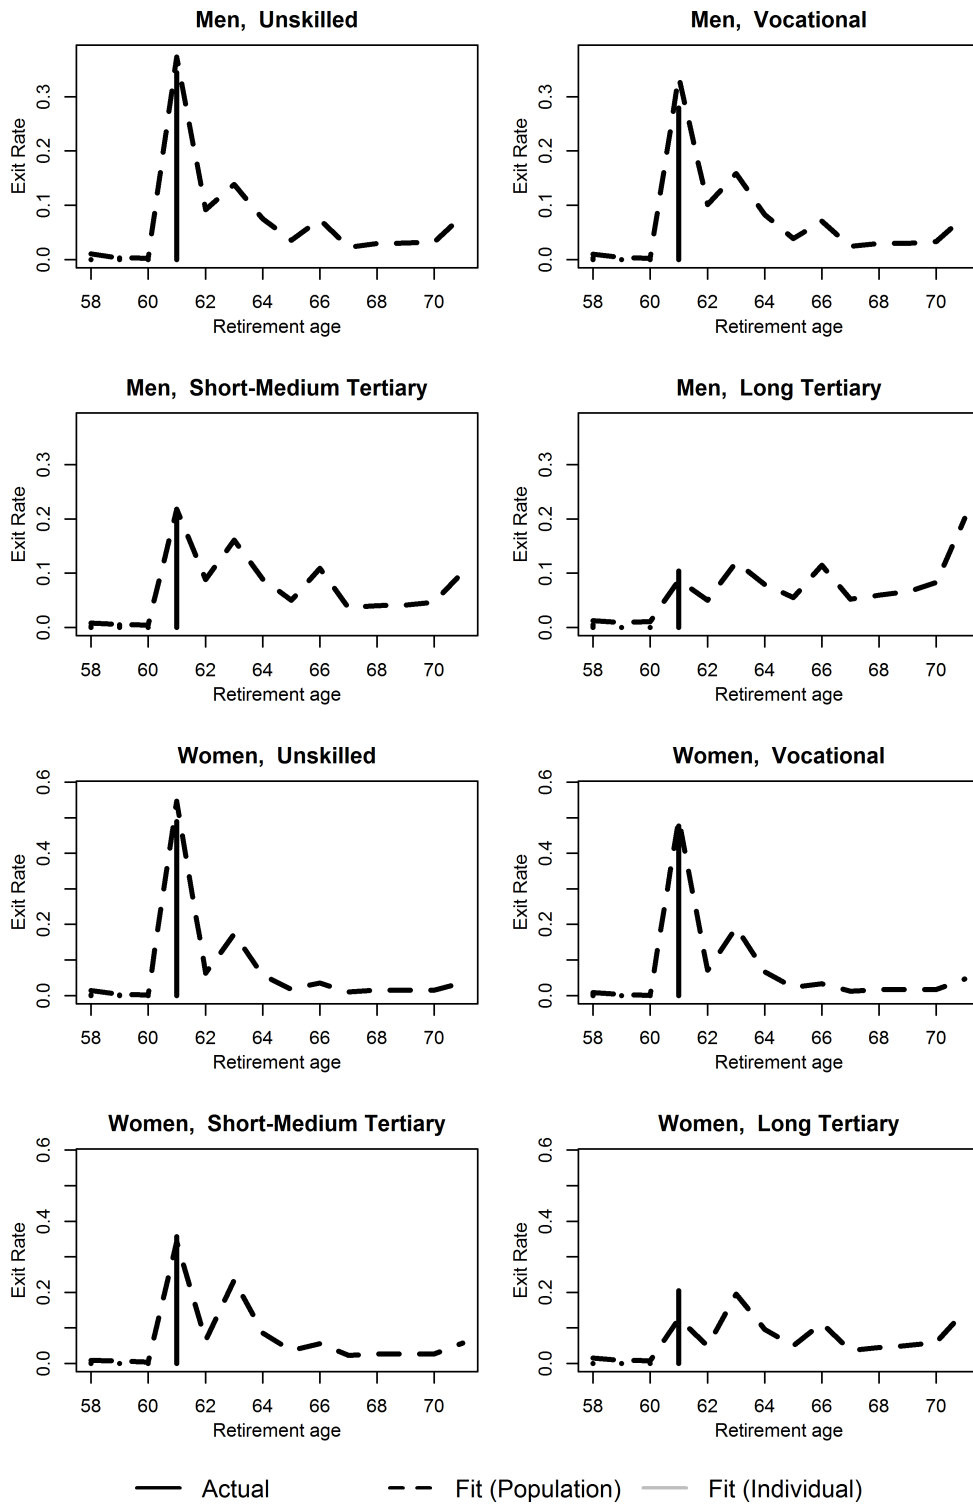 Men, Unskilled
Exit Rate
0.0 0.1 0.2 0.3
58 60 62 64 66 68 70
Retirement age
Men, Vocational
Exit Rate
0.0 0.1 0.2 0.3
58 60 62 64 66 68 70
Retirement age
Men, Short-Medium Tertiary
Exit Rate
0.0 0.1 0.2 0.3
58 60 62 64 66 68 70
Retirement age
Men, Long Tertiary
Exit Rate
0.0 0.1 0.2 0.3
58 60 62 64 66 68 70
Retirement age
Women, Unskilled
Exit Rate
0.0 0.2 0.4 0.6
58 60 62 64 66 68 70
Retirement age
Women, Vocational
Exit Rate
0.0 0.2 0.4 0.6
58 60 62 64 66 68 70
Retirement age
Women, Short-Medium Tertiary
Exit Rate
0.0 0.2 0.4 0.6
58 60 62 64 66 68 70
Retirement age
Women, Long Tertiary
Exit Rate
0.0 0.2 0.4 0.6
58 60 62 64 66 68 70
Retirement age
Actual Fit (Population) Fit (Individual)